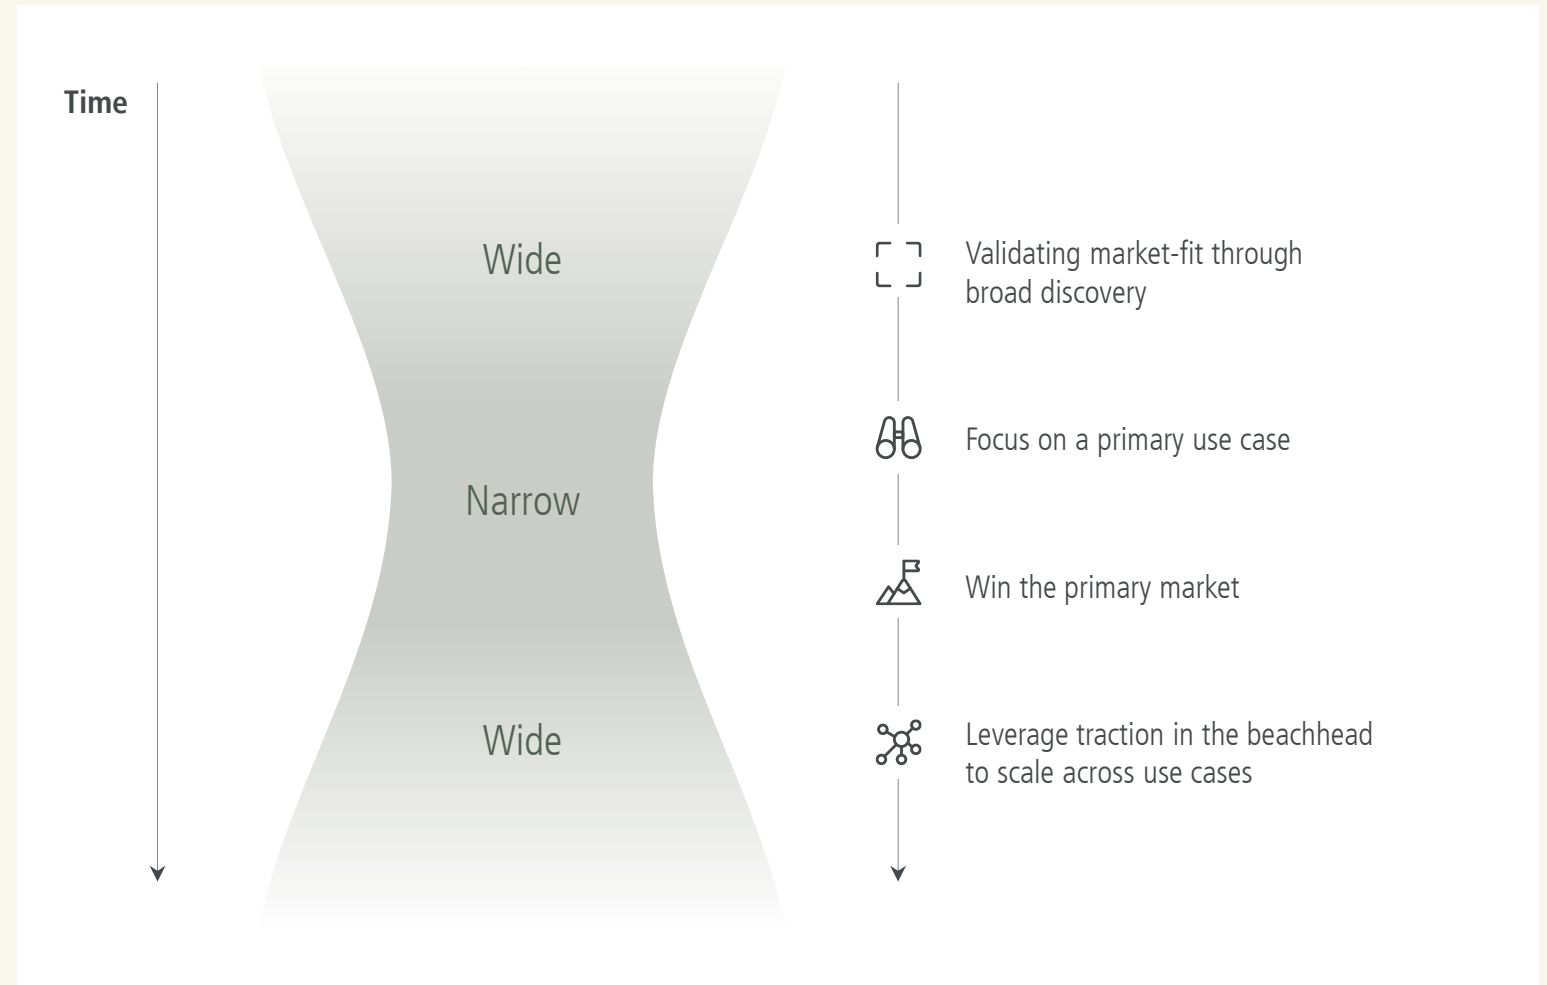 Time
Wide
Narrow
Wide
Validating market-fit through
broad discovery
Focus on a primary use case
Win the primary market
Leverage traction in the beachhead
to scale across use cases